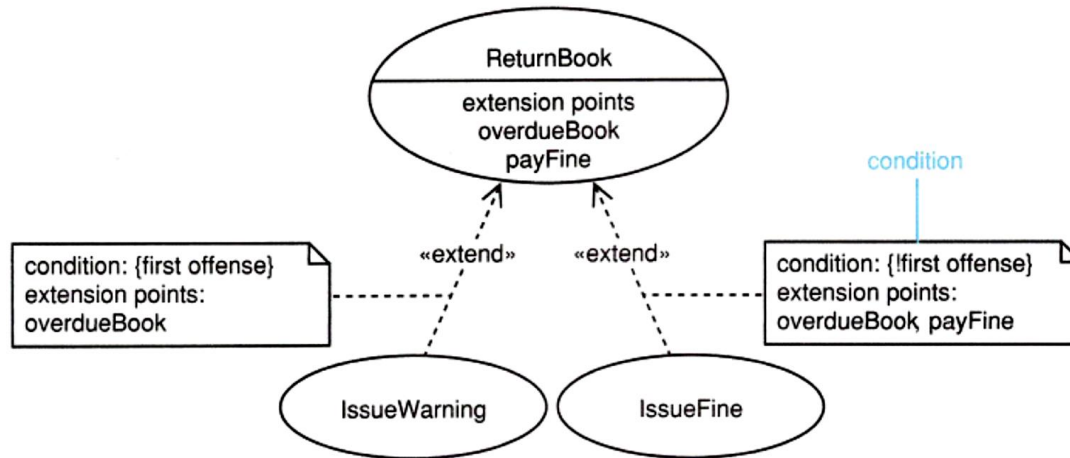 ReturnBook
extension points
overdueBook
payFine
condition
«extend»
«extend»
condition: {first offense}
extension points:
overdueBook
condition: {!first offense}
extension points:
overdueBook, payFine
IssueWarning
IssueFine